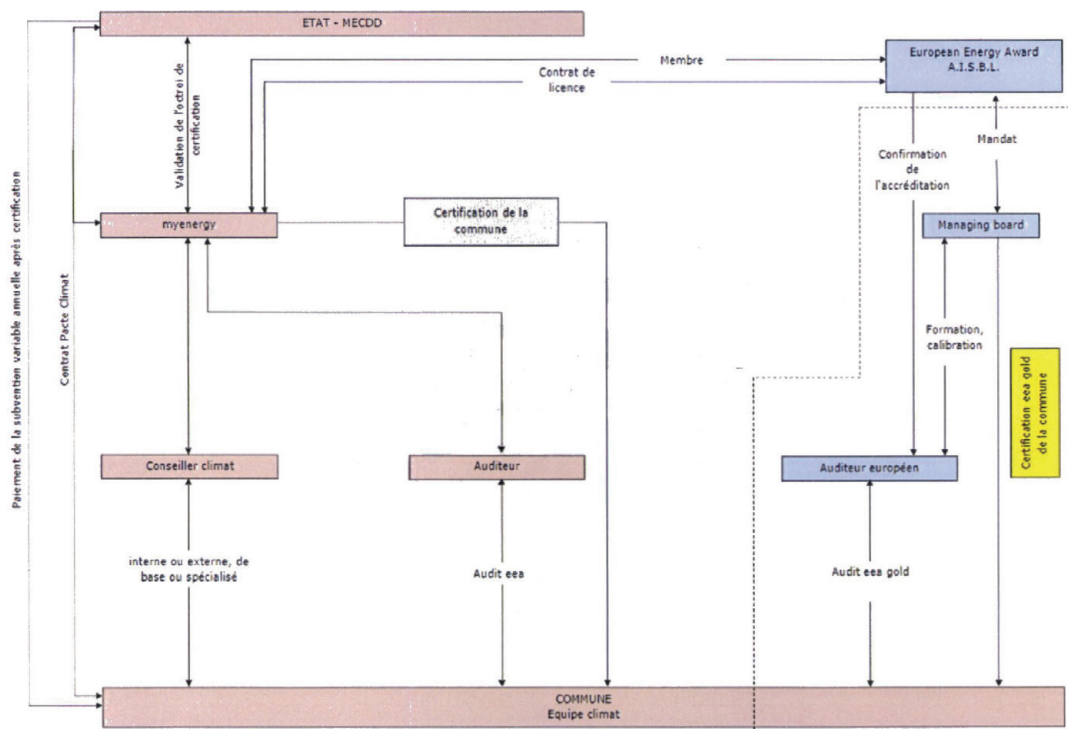 ETAT - MECDD
European Energy Award
A.I.S.B.L.
Membre
Contrat de
licence
Validation de l'octroi de
certification
Mandat
Confirmation
de
l'accréditation
Certification de la
commune
myenergy
Managing board
Paiement de la subvention variable annuelle après certification
Contrat Pacte Climat
Formation,
calibration
Certification eea gold
de la commune
Conseiller climat
Auditeur
Auditeur européen
interne ou externe, de
base ou spécialisé
Audit eea
Audit eea gold
COMMUNE
Equipe climat